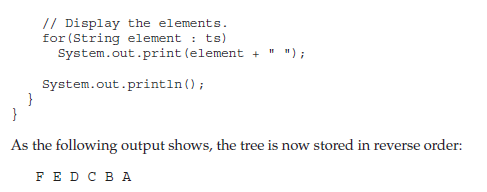 // Display the elements.
for(String element : ts)
System.out.print(element + " ");
System.out.println();
}
}
As the following output shows, the tree is now stored in reverse order:
F E D C B A